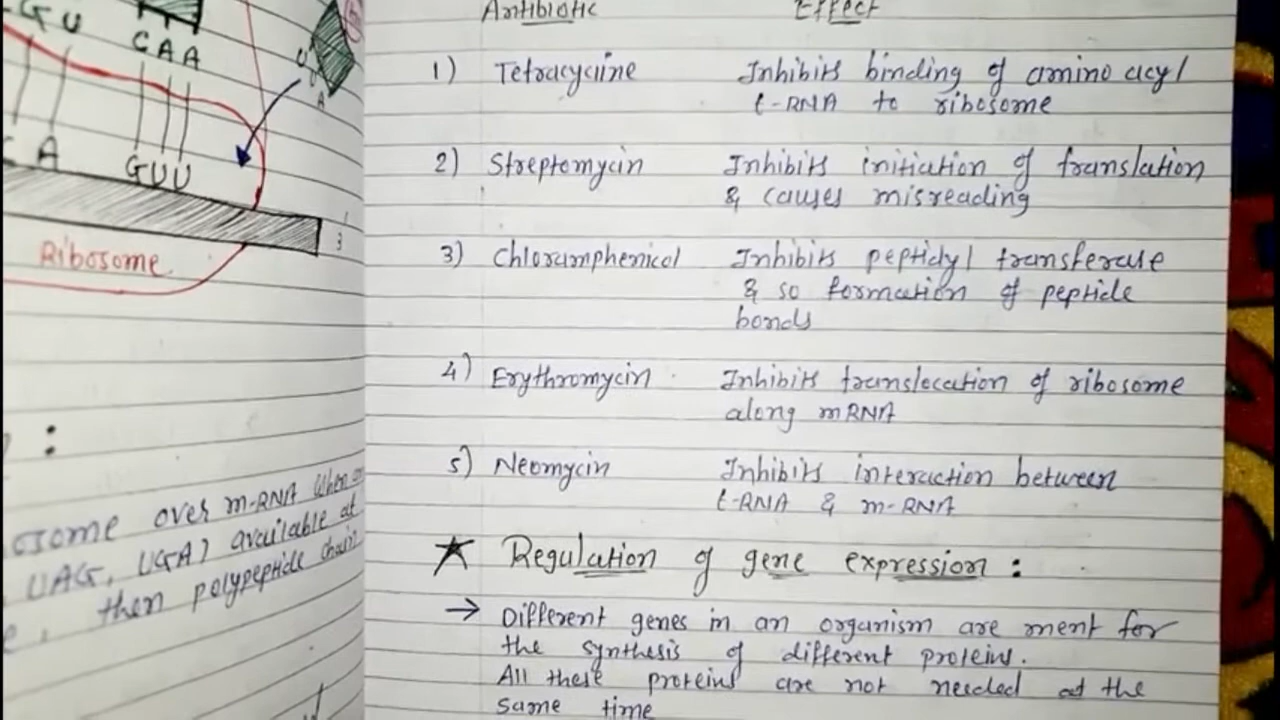 G U
C A A
U
A
C A
G U U
Ribosome
3
:
osome over m-RNA when
UAG, UGA) available at
then polypeptide chain
Antibiotic Effect
1) Tetracycline Inhibits binding of amino acyl
t-RNA to ribosome
2) Streptomycin Inhibits initiation of translation
& causes misreading
3) Chloramphenicol Inhibits peptidyl transferase
& so formation of peptide
bonds
4) Erythromycin Inhibits translocation of ribosome
along mRNA
5) Neomycin Inhibits interaction between
t-RNA & m-RNA
★ Regulation of gene expression :
→ Different genes in an organism are ment for
the synthesis of different proteins.
All these proteins are not needed at the
same time